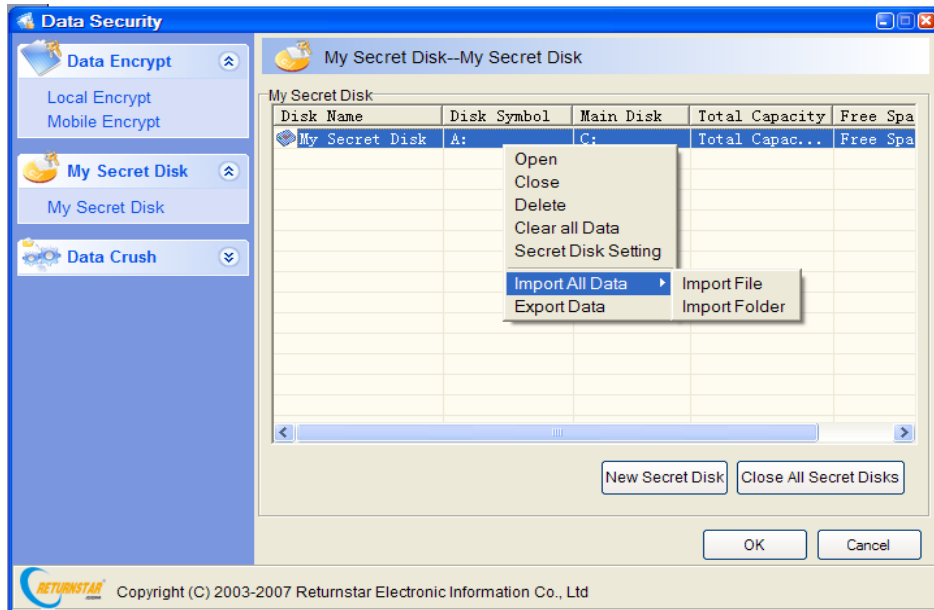 Data Security
Data Encrypt
Local Encrypt
Mobile Encrypt
My Secret Disk
My Secret Disk
Data Crush
My Secret Disk--My Secret Disk
My Secret Disk
Disk Name Disk Symbol Main Disk Total Capacity Free Spa
My Secret Disk A: C: Total Capac... Free Spa
Open
Close
Delete
Clear all Data
Secret Disk Setting
Import All Data Import File
Export Data Import Folder
New Secret Disk Close All Secret Disks
OK Cancel
RETURNSTAR Copyright (C) 2003-2007 Returnstar Electronic Information Co., Ltd